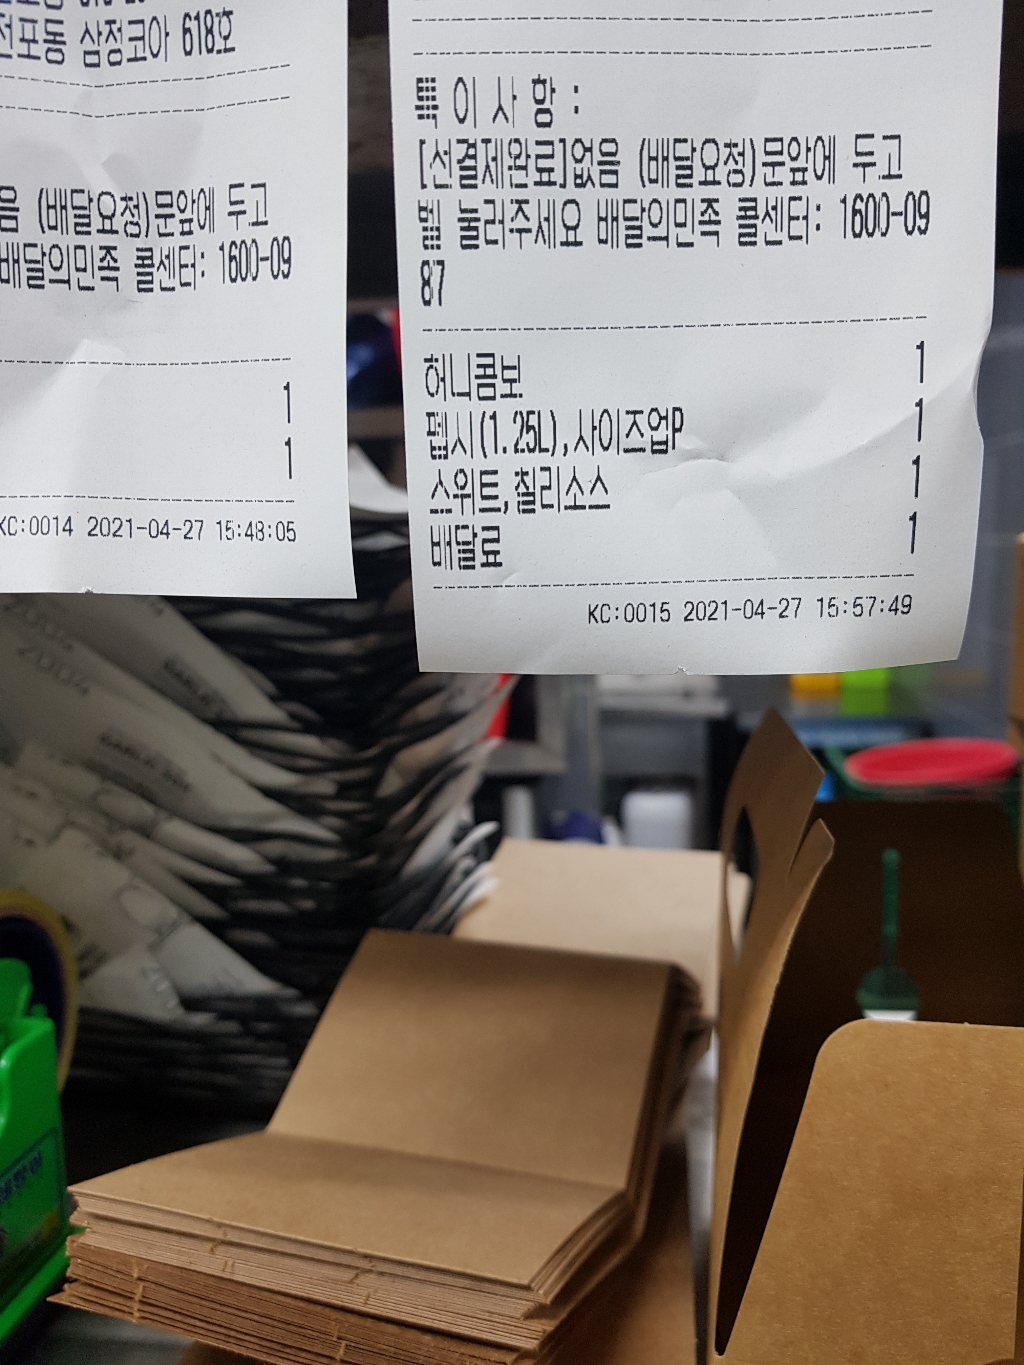 전포동 삼정코아 618호
음 (배달요청)문앞에 두고
배달의민족 콜센터: 1600-09
1
1
KC:0014 2021-04-27 15:48:05
특 이 사 항 :
[선결제완료]없음 (배달요청)문앞에 두고
벨 눌러주세요 배달의민족 콜센터: 1600-09
87
허니콤보 1
펩시(1.25L),사이즈업P 1
스위트,칠리소스 1
배달료 1
KC:0015 2021-04-27 15:57:49